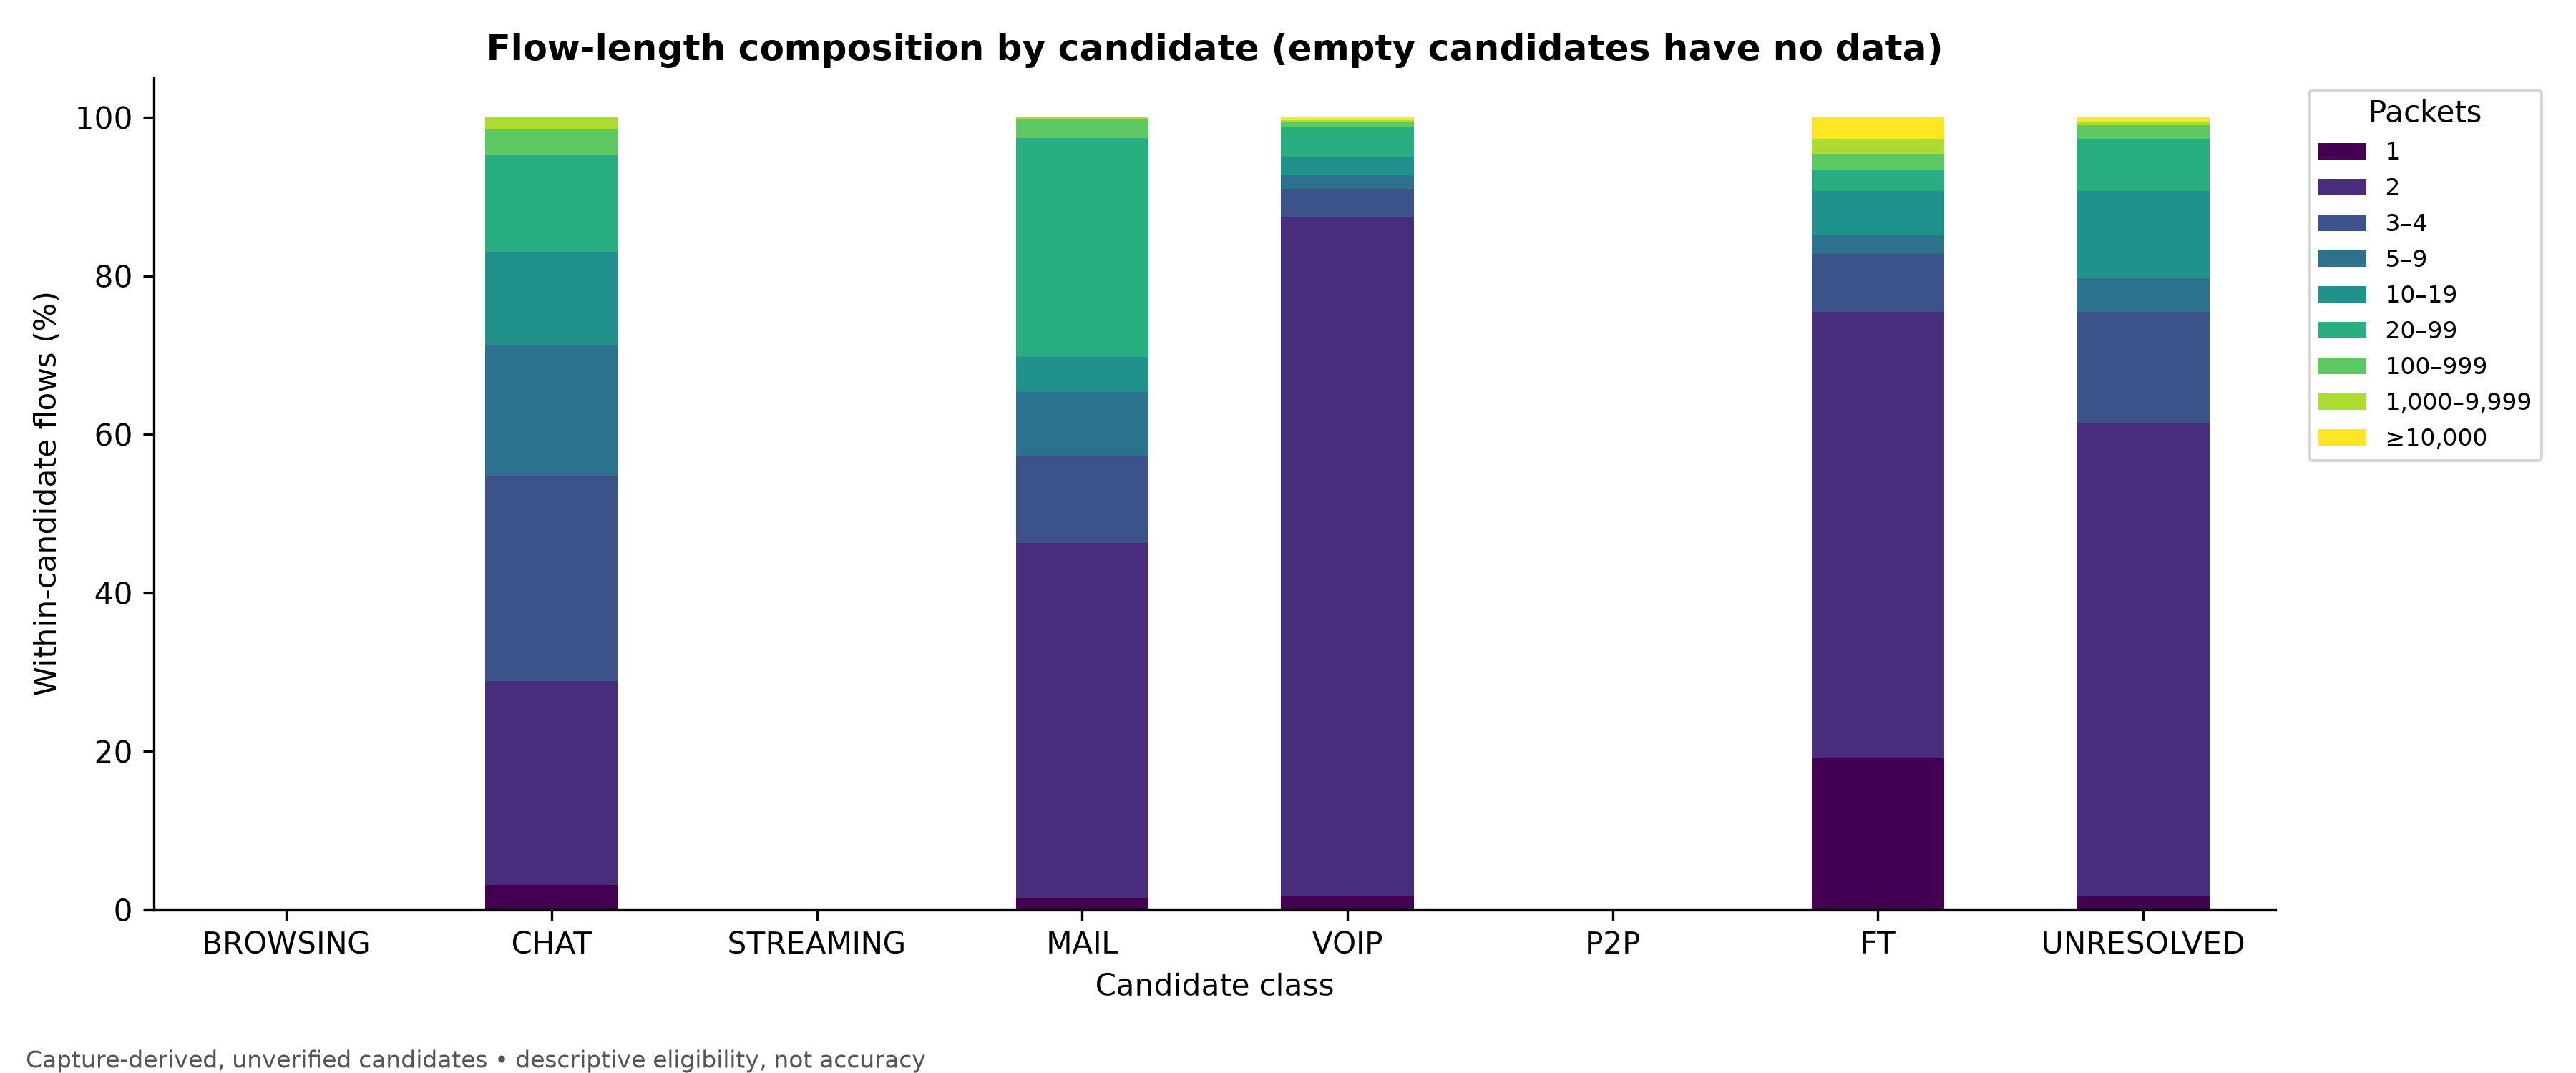 Flow-length composition by candidate (empty candidates have no data)
Within-candidate flows (%)
100
80
60
40
20
0
BROWSING CHAT STREAMING MAIL VOIP P2P FT UNRESOLVED
Candidate class
Packets
1
2
3–4
5–9
10–19
20–99
100–999
1,000–9,999
≥10,000
Capture-derived, unverified candidates • descriptive eligibility, not accuracy